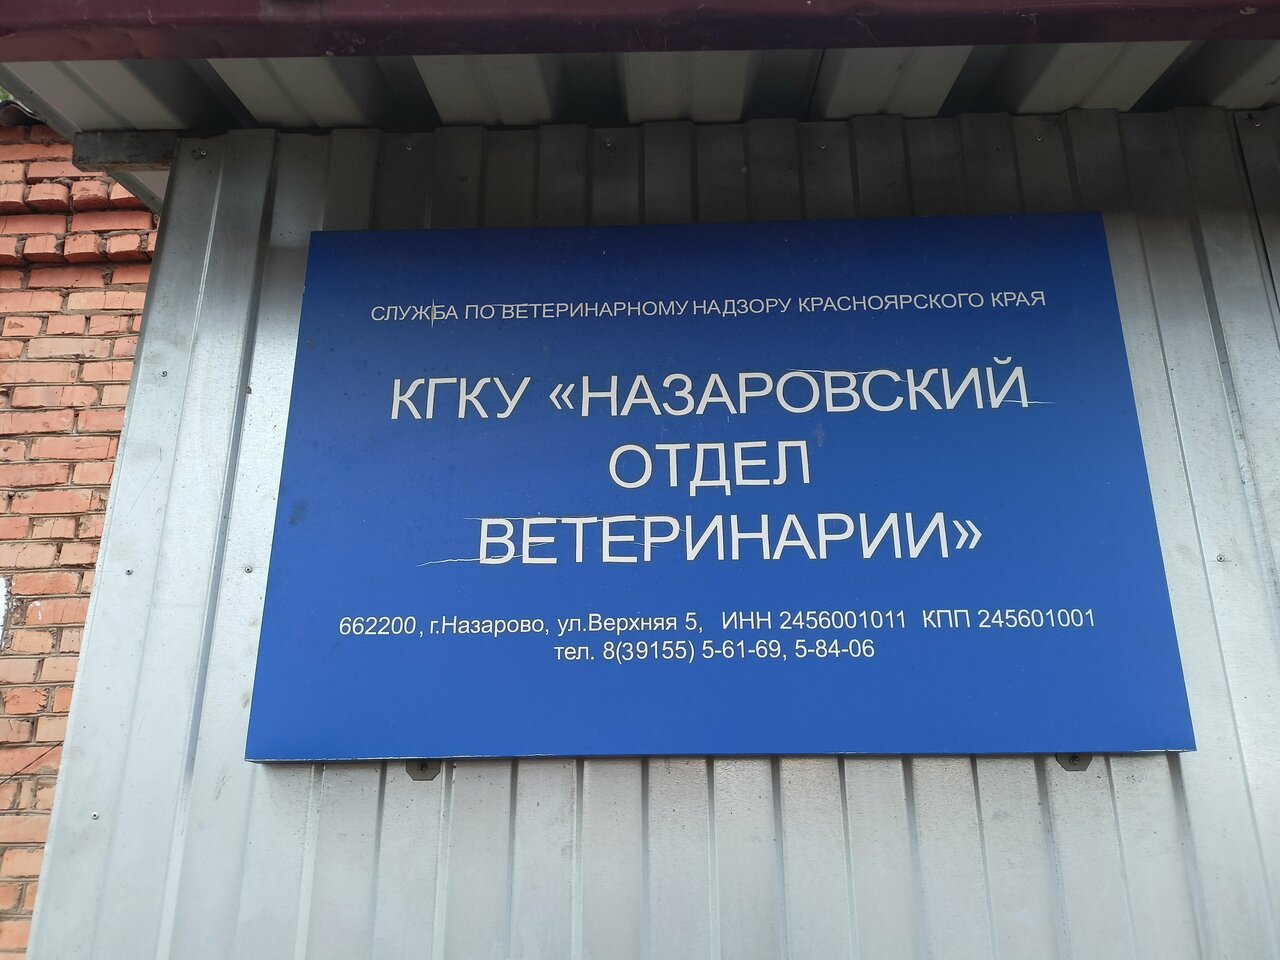 СЛУЖБА ПО ВЕТЕРИНАРНОМУ НАДЗОРУ КРАСНОЯРСКОГО КРАЯ
КГКУ «НАЗАРОВСКИЙ
ОТДЕЛ
ВЕТЕРИНАРИИ»
662200, г.Назарово, ул.Верхняя 5, ИНН 2456001011 КПП 245601001
тел. 8(39155) 5-61-69, 5-84-06